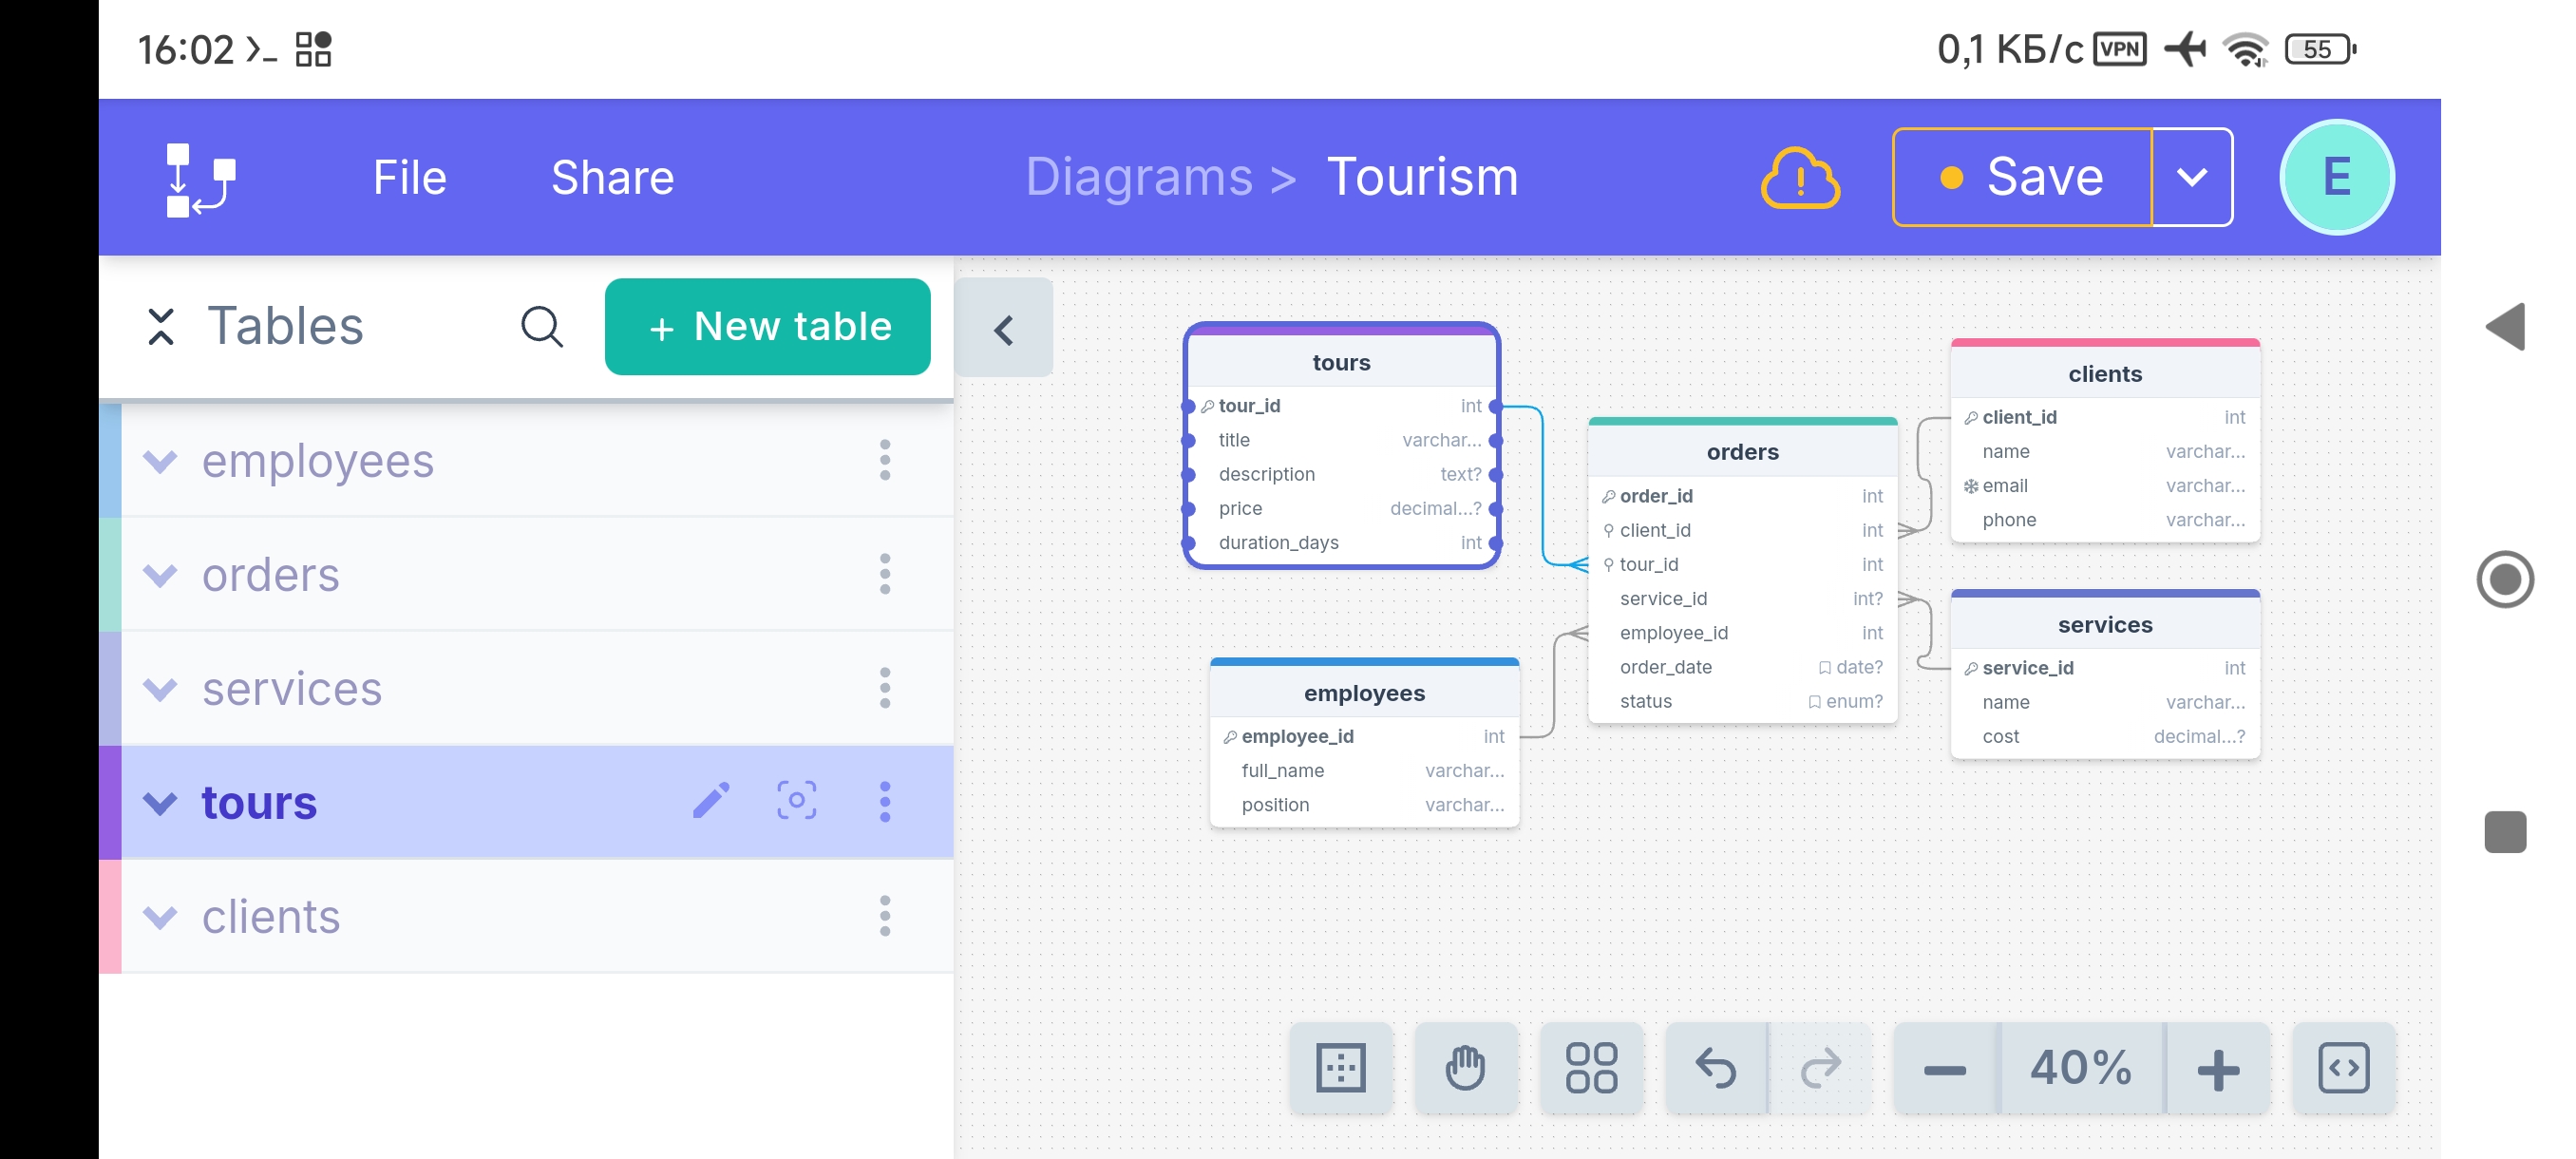 16:02
0,1 КБ/с VPN 55
File Share Diagrams > Tourism Save E
Tables + New table
employees
orders
services
tours
clients
tours
tour_id int
title varchar...
description text?
price decimal...?
duration_days int
employees
employee_id int
full_name varchar...
position varchar...
orders
order_id int
client_id int
tour_id int
service_id int?
employee_id int
order_date date?
status enum?
clients
client_id int
name varchar...
email varchar...
phone varchar...
services
service_id int
name varchar...
cost decimal...?
40%